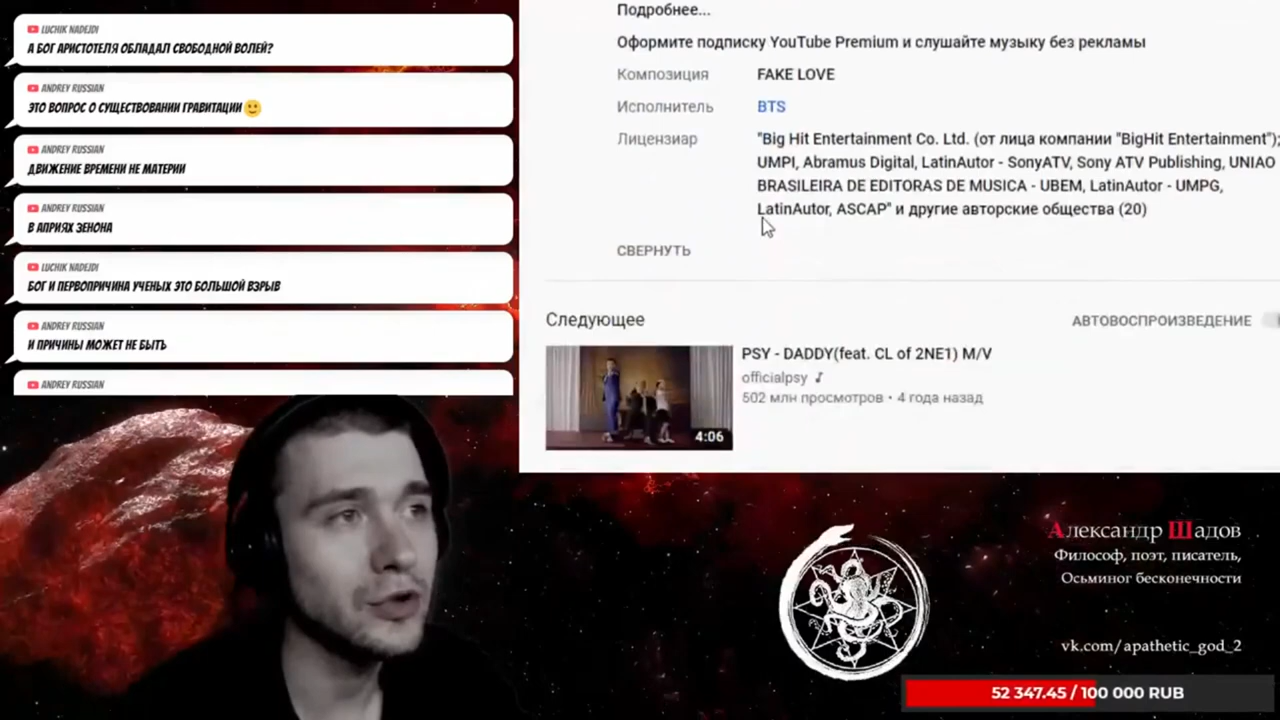 LUCHIK NADEJDI
А БОГ АРИСТОТЕЛЯ ОБЛАДАЛ СВОБОДНОЙ ВОЛЕЙ?
ANDREY RUSSIAN
ЭТО ВОПРОС О СУЩЕСТВОВАНИИ ГРАВИТАЦИИ 🙂
ANDREY RUSSIAN
ДВИЖЕНИЕ ВРЕМЕНИ НЕ МАТЕРИИ
ANDREY RUSSIAN
В АПРИЯХ ЗЕНОНА
LUCHIK NADEJDI
БОГ И ПЕРВОПРИЧИНА УЧЕНЫХ ЭТО БОЛЬШОЙ ВЗРЫВ
ANDREY RUSSIAN
И ПРИЧИНЫ МОЖЕТ НЕ БЫТЬ
ANDREY RUSSIAN
Подробнее...
Оформите подписку YouTube Premium и слушайте музыку без рекламы
Композиция FAKE LOVE
Исполнитель BTS
Лицензиар "Big Hit Entertainment Co. Ltd. (от лица компании "BigHit Entertainment");
UMPI, Abramus Digital, LatinAutor - SonyATV, Sony ATV Publishing, UNIAO
BRASILEIRA DE EDITORAS DE MUSICA - UBEM, LatinAutor - UMPG,
LatinAutor, ASCAP" и другие авторские общества (20)
СВЕРНУТЬ
Следующее АВТОВОСПРОИЗВЕДЕНИЕ
PSY - DADDY(feat. CL of 2NE1) M/V
officialpsy
502 млн просмотров • 4 года назад
4:06
Александр Шадов
Философ, поэт, писатель,
Осьминог бесконечности
vk.com/apathetic_god_2
52 347.45 / 100 000 RUB